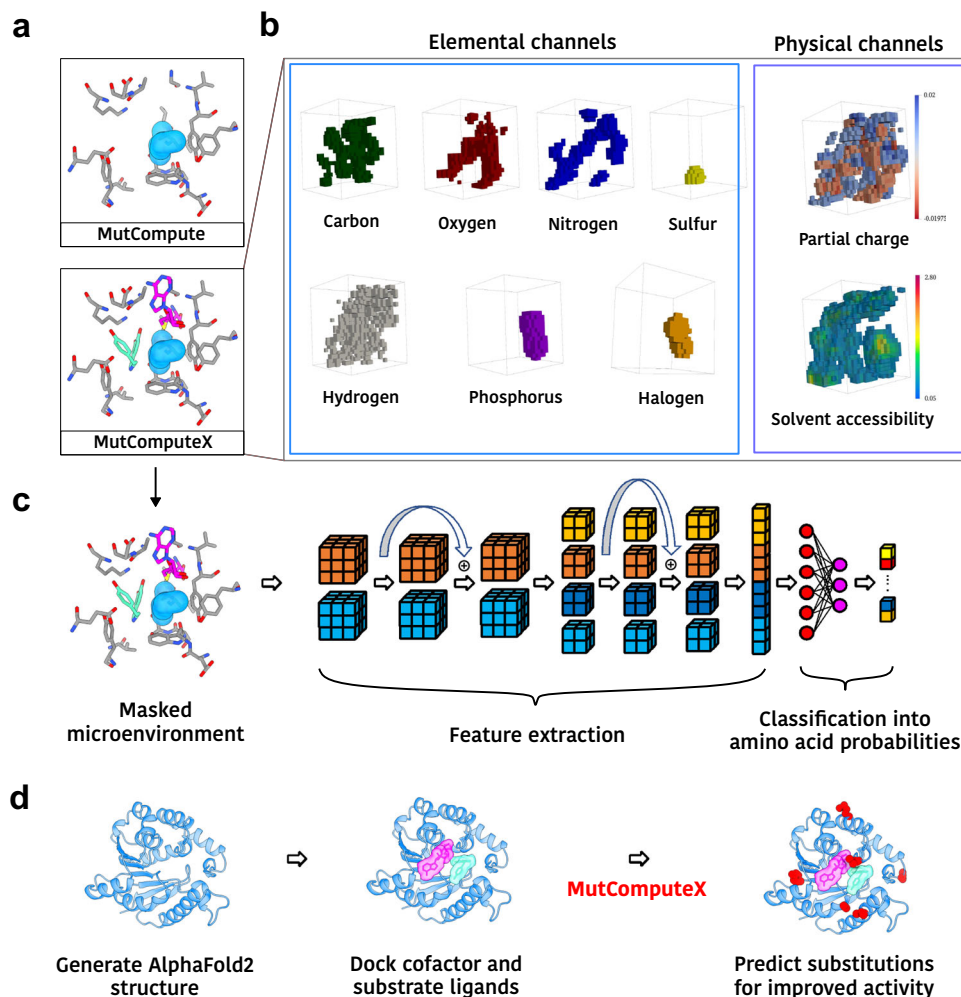 a
b
Elemental channels
Physical channels
MutCompute
Carbon
Oxygen
Nitrogen
Sulfur
0.02
-0.01975
Partial charge
MutComputeX
Hydrogen
Phosphorus
Halogen
2.80
0.05
Solvent accessibility
c
Masked
microenvironment
Feature extraction
Classification into
amino acid probabilities
d
MutComputeX
Generate AlphaFold2
structure
Dock cofactor and
substrate ligands
Predict substitutions
for improved activity